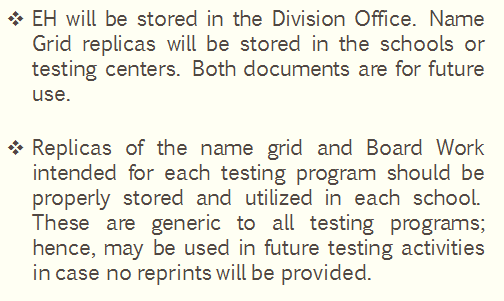 ❖ EH will be stored in the Division Office. Name
Grid replicas will be stored in the schools or
testing centers. Both documents are for future
use.
❖ Replicas of the name grid and Board Work
intended for each testing program should be
properly stored and utilized in each school.
These are generic to all testing programs;
hence, may be used in future testing activities
in case no reprints will be provided.